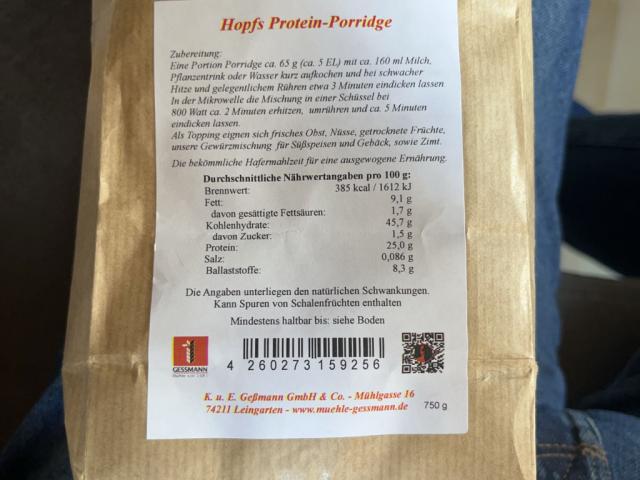 Hopfs Protein-Porridge
Zubereitung:
Eine Portion Porridge ca. 65 g (ca. 5 EL) mit ca. 160 ml Milch,
Pflanzentrink oder Wasser kurz aufkochen und bei schwacher
Hitze und gelegentlichem Rühren etwa 3 Minuten eindicken lassen
In der Mikrowelle die Mischung in einer Schüssel bei
800 Watt ca. 2 Minuten erhitzen, umrühren und ca. 5 Minuten
eindicken lassen.
Als Topping eignen sich frisches Obst, Nüsse, getrocknete Früchte,
unsere Gewürzmischung für Süßspeisen und Gebäck, sowie Zimt.
Die bekömmliche Hafermahlzeit für eine ausgewogene Ernährung.
Durchschnittliche Nährwertangaben pro 100 g:
Brennwert: 385 kcal / 1612 kJ
Fett: 9,1 g
davon gesättigte Fettsäuren: 1,7 g
Kohlenhydrate: 45,7 g
davon Zucker: 1,5 g
Protein: 25,0 g
Salz: 0,086 g
Ballaststoffe: 8,3 g
Die Angaben unterliegen den natürlichen Schwankungen.
Kann Spuren von Schalenfrüchten enthalten
Mindestens haltbar bis: siehe Boden
GESSMANN
4 260273 159256
K. u. E. Geßmann GmbH & Co. - Mühlgasse 16
74211 Leingarten - www.muehle-gessmann.de 750 g